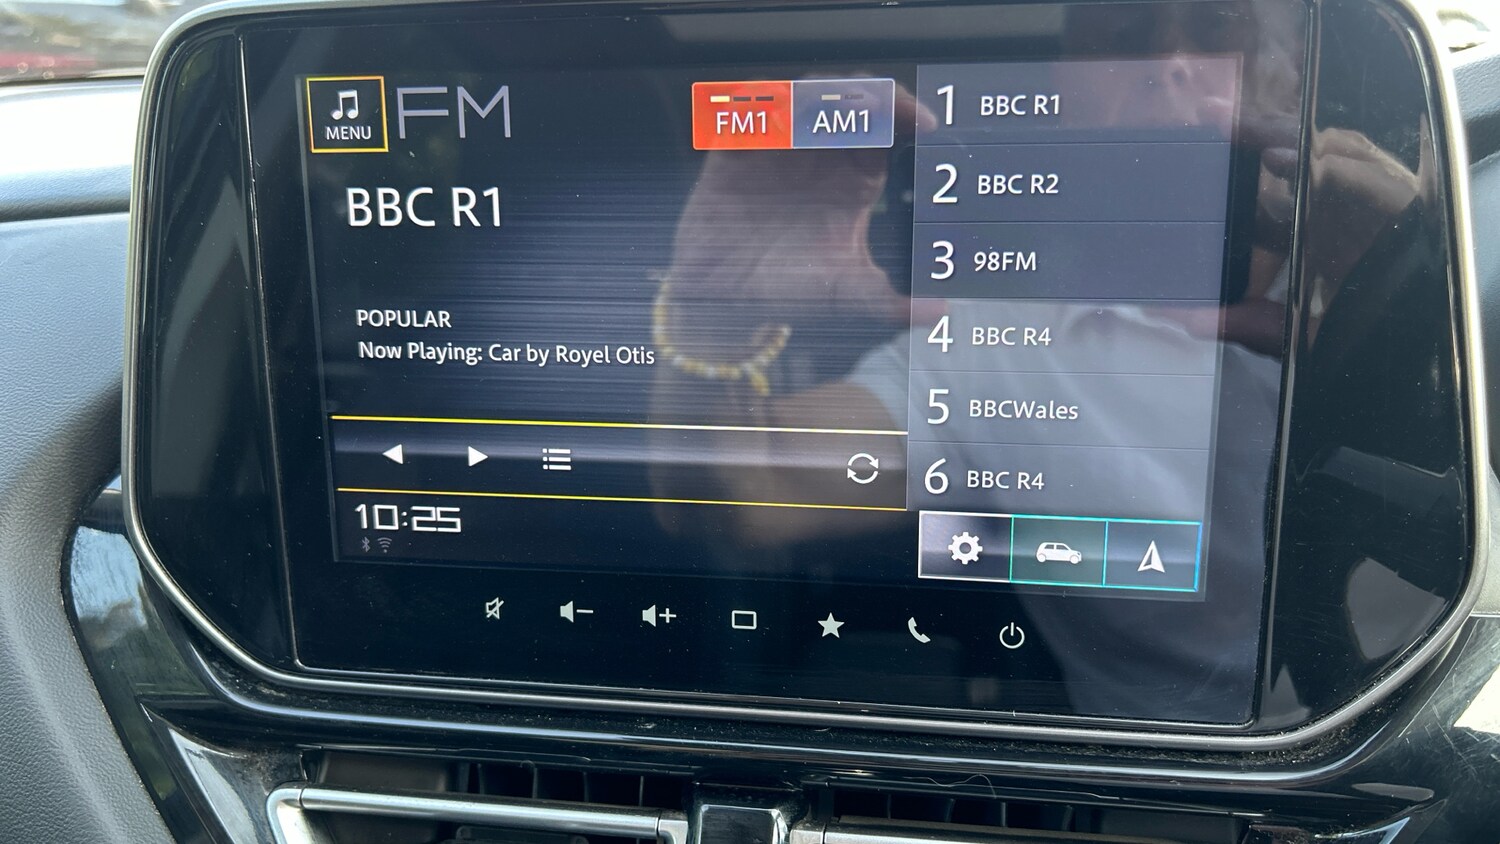 MENU
FM
FM1
AM1
BBC R1
POPULAR
Now Playing: Car by Royel Otis
10:25
1 BBC R1
2 BBC R2
3 98FM
4 BBC R4
5 BBCWales
6 BBC R4